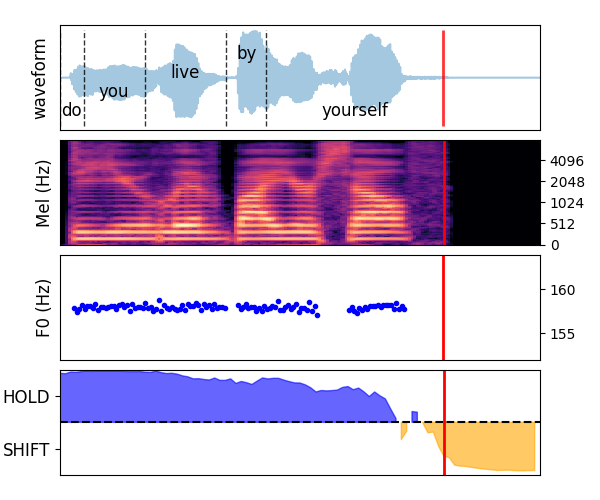 waveform
do
you
live
by
yourself
Mel (Hz)
4096
2048
1024
512
0
F0 (Hz)
160
155
HOLD
SHIFT